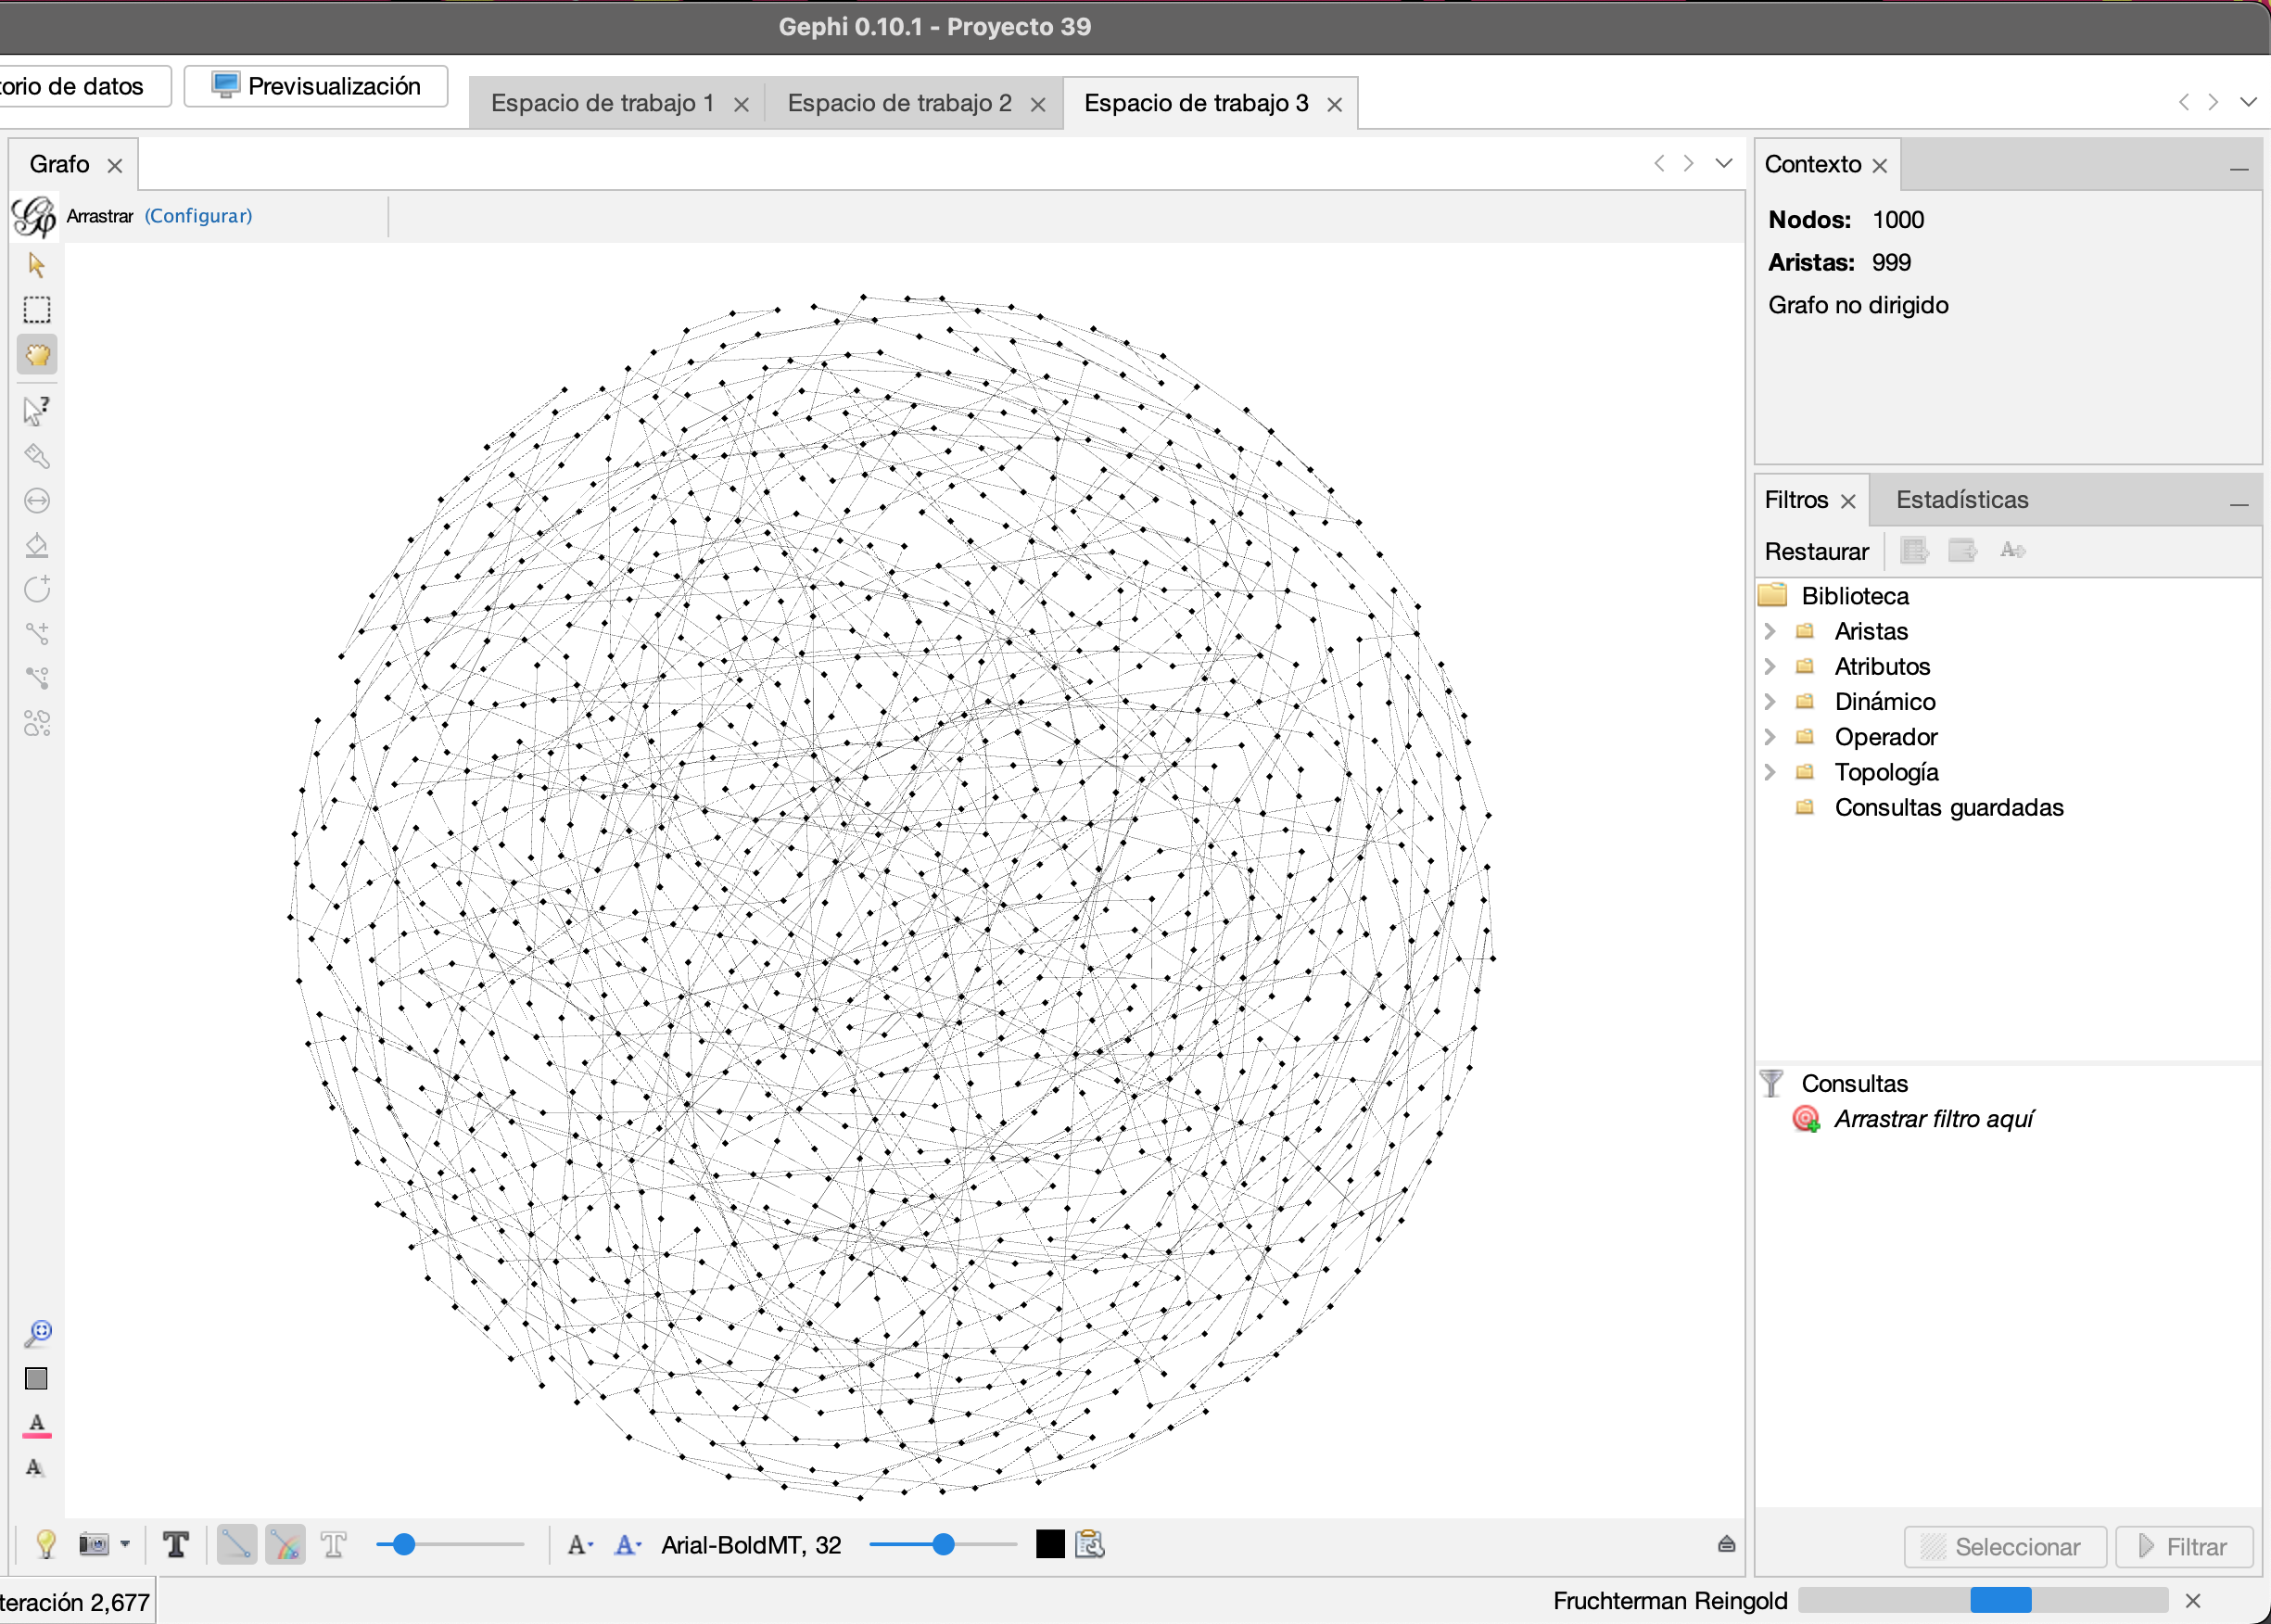 Gephi 0.10.1 - Proyecto 39
torio de datos
Previsualización
Espacio de trabajo 1
Espacio de trabajo 2
Espacio de trabajo 3
Grafo
Arrastrar (Configurar)
Contexto
Nodos: 1000
Aristas: 999
Grafo no dirigido
Filtros
Estadísticas
Restaurar
Biblioteca
Aristas
Atributos
Dinámico
Operador
Topología
Consultas guardadas
Consultas
Arrastrar filtro aquí
Seleccionar
Filtrar
Arial-BoldMT, 32
teración 2,677
Fruchterman Reingold